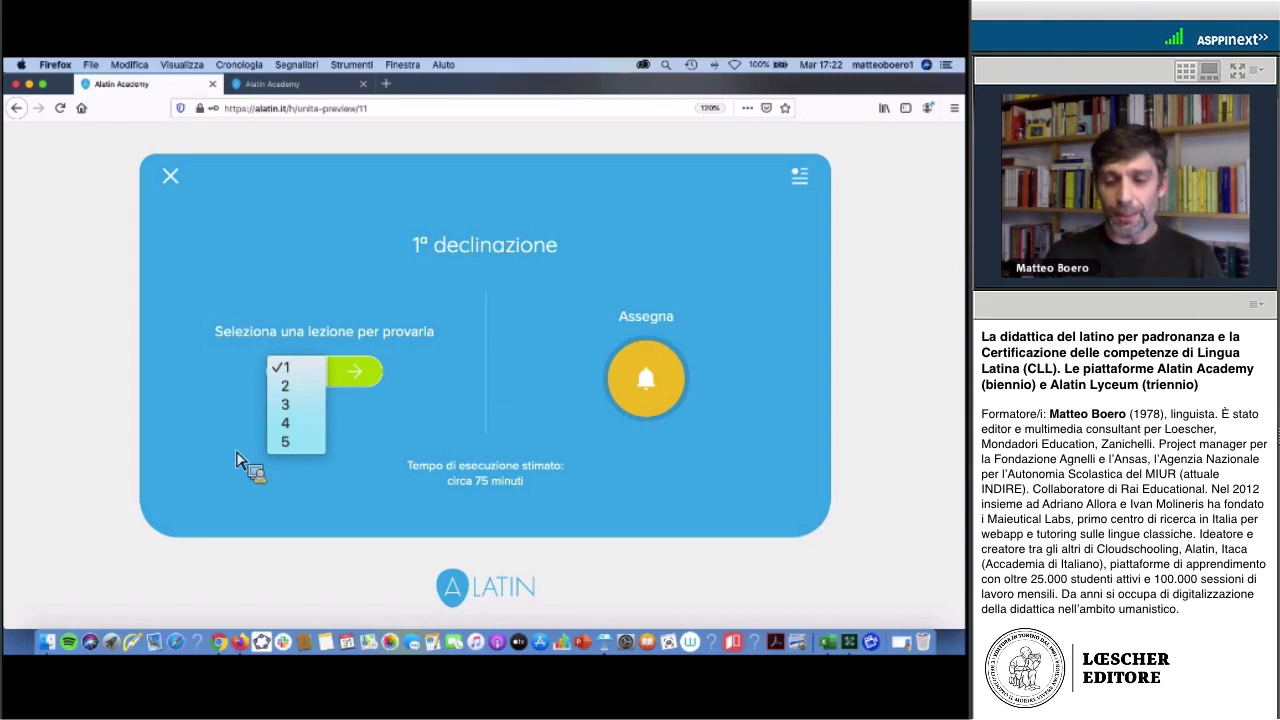 ASPPInext>>
Firefox File Modifica Visualizza Cronologia Segnalibri Strumenti Finestra Aiuto
100% Mar 17:22 matteoboero1
Alatin Academy
Alatin Academy
https://alatin.it/h/unita-preview/11
120%
1ª declinazione
Seleziona una lezione per provarla
1
2
3
4
5
Assegna
Tempo di esecuzione stimato:
circa 75 minuti
ALATIN
Matteo Boero
La didattica del latino per padronanza e la
Certificazione delle competenze di Lingua
Latina (CLL). Le piattaforme Alatin Academy
(biennio) e Alatin Lyceum (triennio)
Formatore/i: Matteo Boero (1978), linguista. È stato
editor e multimedia consultant per Loescher,
Mondadori Education, Zanichelli. Project manager per
la Fondazione Agnelli e l'Ansas, l'Agenzia Nazionale
per l'Autonomia Scolastica del MIUR (attuale
INDIRE). Collaboratore di Rai Educational. Nel 2012
insieme ad Adriano Allora e Ivan Molineris ha fondato
i Maieutical Labs, primo centro di ricerca in Italia per
webapp e tutoring sulle lingue classiche. Ideatore e
creatore tra gli altri di Cloudschooling, Alatin, Itaca
(Accademia di Italiano), piattaforme di apprendimento
con oltre 25.000 studenti attivi e 100.000 sessioni di
lavoro mensili. Da anni si occupa di digitalizzazione
della didattica nell'ambito umanistico.
LŒSCHER
EDITORE